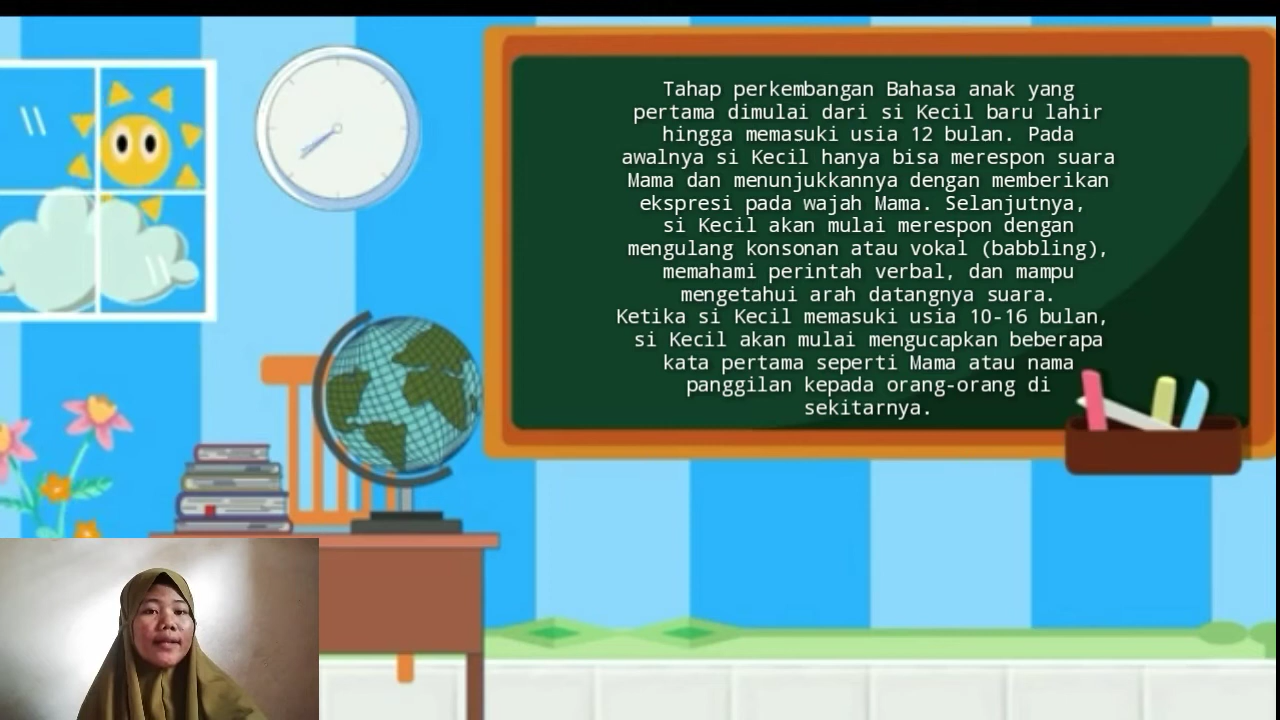 Tahap perkembangan Bahasa anak yang
pertama dimulai dari si Kecil baru lahir
hingga memasuki usia 12 bulan. Pada
awalnya si Kecil hanya bisa merespon suara
Mama dan menunjukkannya dengan memberikan
ekspresi pada wajah Mama. Selanjutnya,
si Kecil akan mulai merespon dengan
mengulang konsonan atau vokal (babbling),
memahami perintah verbal, dan mampu
mengetahui arah datangnya suara.
Ketika si Kecil memasuki usia 10-16 bulan,
si Kecil akan mulai mengucapkan beberapa
kata pertama seperti Mama atau nama
panggilan kepada orang-orang di
sekitarnya.